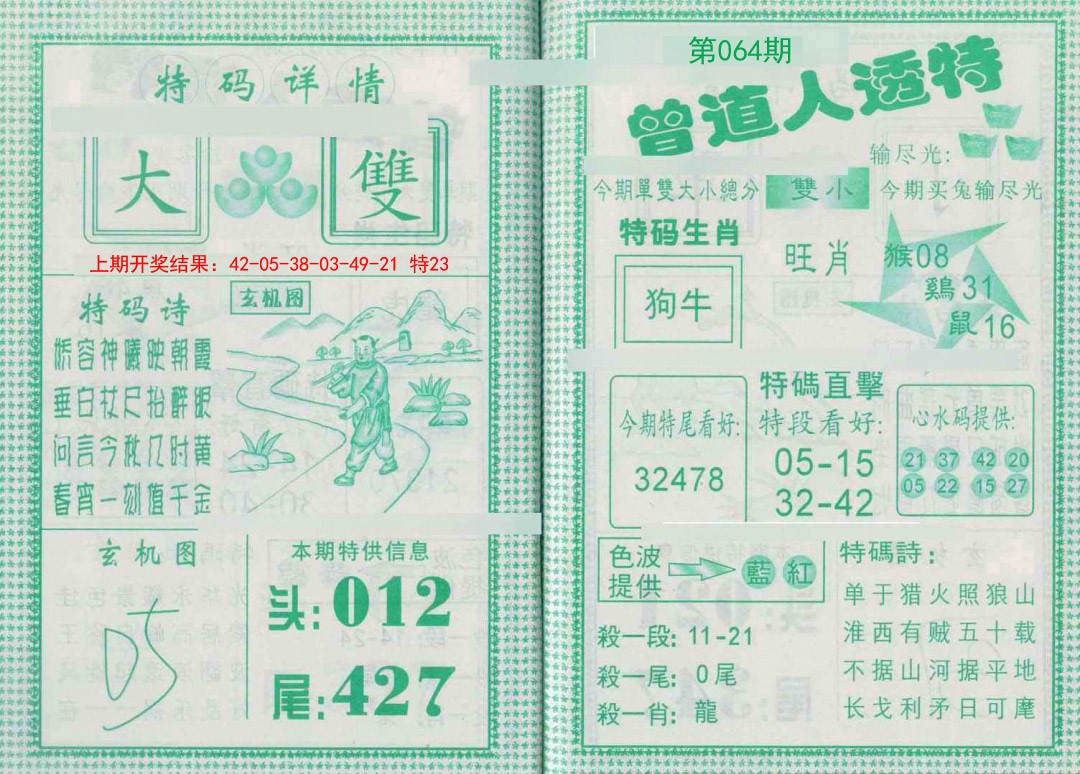 特码详情
大 雙
上期开奖结果：42-05-38-03-49-21 特23
特码诗
娇容神曦映朝霞
垂白杖尺抬醉眼
问言今秋几时黄
春宵一刻值千金
玄机图
玄机图
本期特供信息
头:012
尾:427
第064期
曾道人透特
输尽光:
今期單雙大小總分 雙小 今期买兔输尽光
特码生肖
狗牛
旺肖
猴08
鷄31
鼠16
今期特尾看好:
32478
特碼直擊
特段看好:
05-15
32-42
心水码提供:
21 37 42 20
05 22 15 27
色波
提供
藍 紅
殺一段: 11-21
殺一尾: 0尾
殺一肖: 龍
特碼詩:
单于猎火照狼山
淮西有贼五十载
不据山河据平地
长戈利矛日可麾